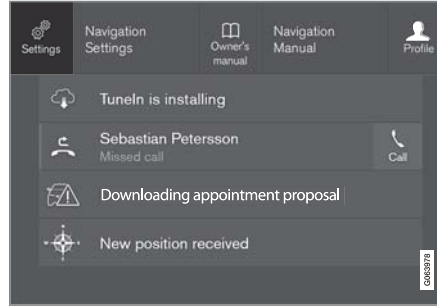 Settings
Navigation
Settings
Owner's
manual
Navigation
Manual
Profile
TuneIn is installing
Sebastian Petersson
Missed call
Call
Downloading appointment proposal
New position received
G063978